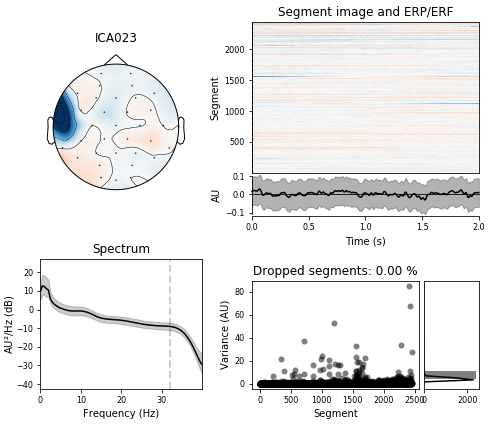 ICA023
Segment image and ERP/ERF
Segment
2000
1500
1000
500
AU
0.1
0.0
−0.1
0.0 0.5 1.0 1.5 2.0
Time (s)
Spectrum
AU²/Hz (dB)
20
10
0
−10
−20
−30
−40
0 10 20 30
Frequency (Hz)
Dropped segments: 0.00 %
Variance (AU)
80
60
40
20
0
0 500 1000 1500 2000 2500
Segment
0 2000